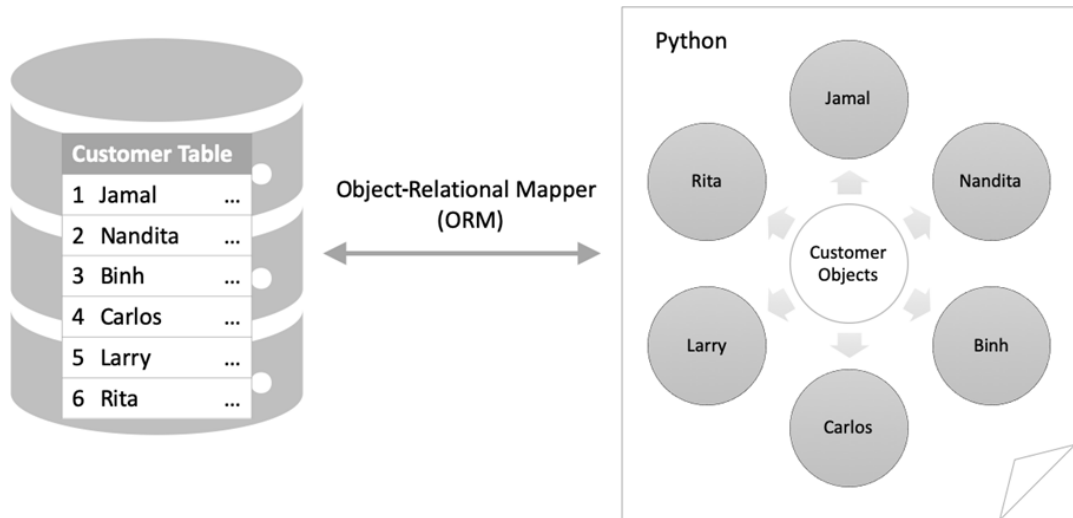 Customer Table
1 Jamal ...
2 Nandita ...
3 Binh ...
4 Carlos ...
5 Larry ...
6 Rita ...
Object-Relational Mapper
(ORM)
Python
Jamal
Rita
Nandita
Customer
Objects
Larry
Binh
Carlos